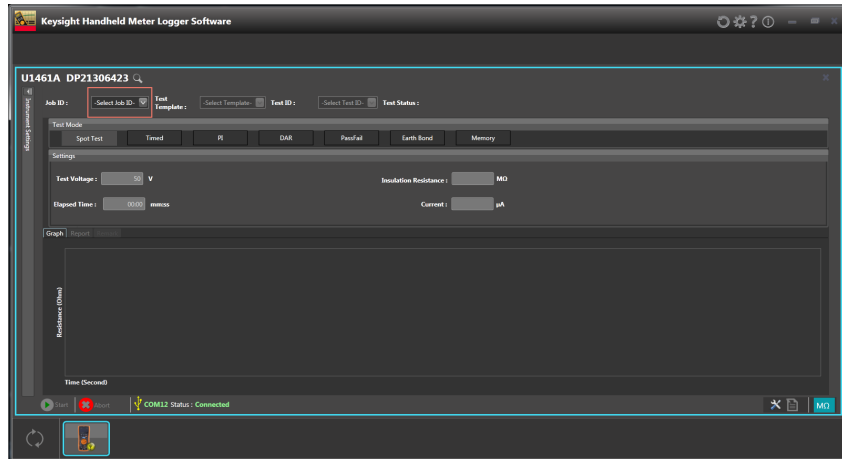 Keysight Handheld Meter Logger Software
U1461A DP21306423
Instrument Settings
Job ID : -Select Job ID- Test Template : -Select Template- Test ID : -Select Test ID- Test Status :
Test Mode
Spot Test Timed PI DAR PassFail Earth Bond Memory
Settings
Test Voltage : 50 V Insulation Resistance : MΩ
Elapsed Time : 00:00 mm:ss Current : µA
Graph Report
Resistance (Ohm)
Time (Second)
Start Abort COM12 Status : Connected MΩ